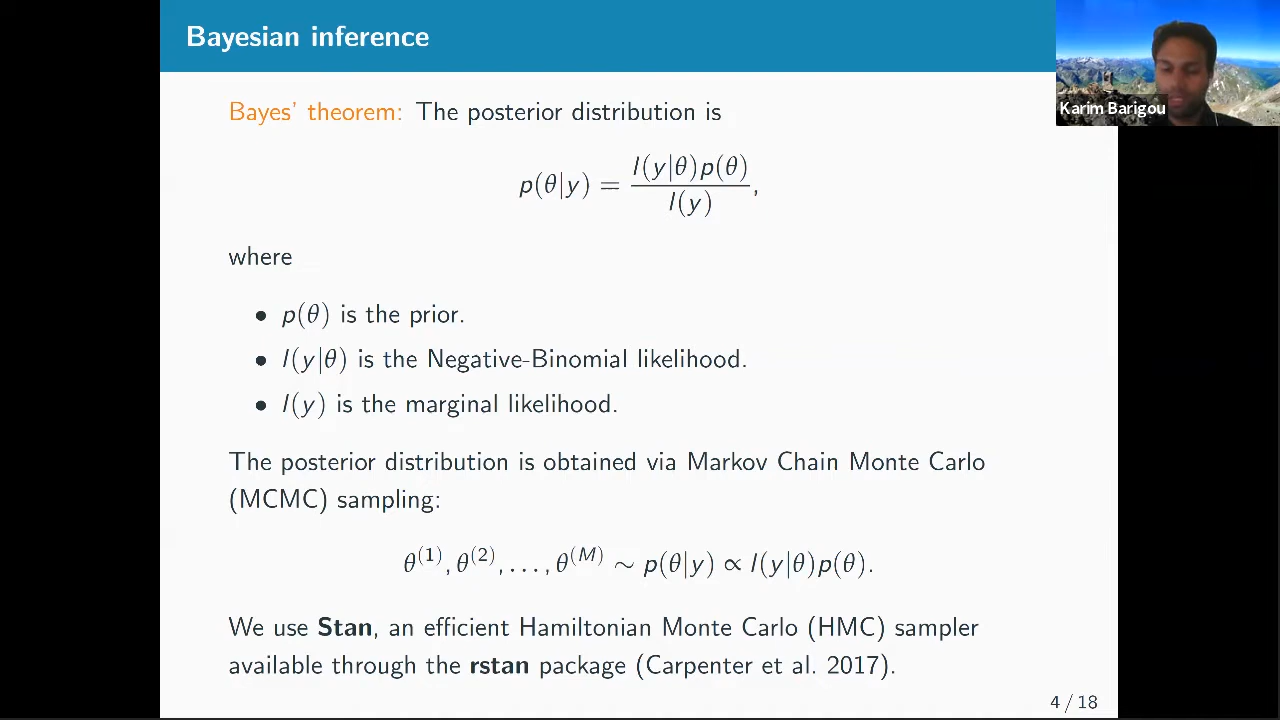 Bayesian inference
Karim Barigou
Bayes' theorem: The posterior distribution is
p(θ|y) = l(y|θ)p(θ) / l(y),
where
• p(θ) is the prior.
• l(y|θ) is the Negative-Binomial likelihood.
• l(y) is the marginal likelihood.
The posterior distribution is obtained via Markov Chain Monte Carlo
(MCMC) sampling:
θ⁽¹⁾, θ⁽²⁾, . . . , θ⁽ᴹ⁾ ∼ p(θ|y) ∝ l(y|θ)p(θ).
We use Stan, an efficient Hamiltonian Monte Carlo (HMC) sampler
available through the rstan package (Carpenter et al. 2017).
4 / 18